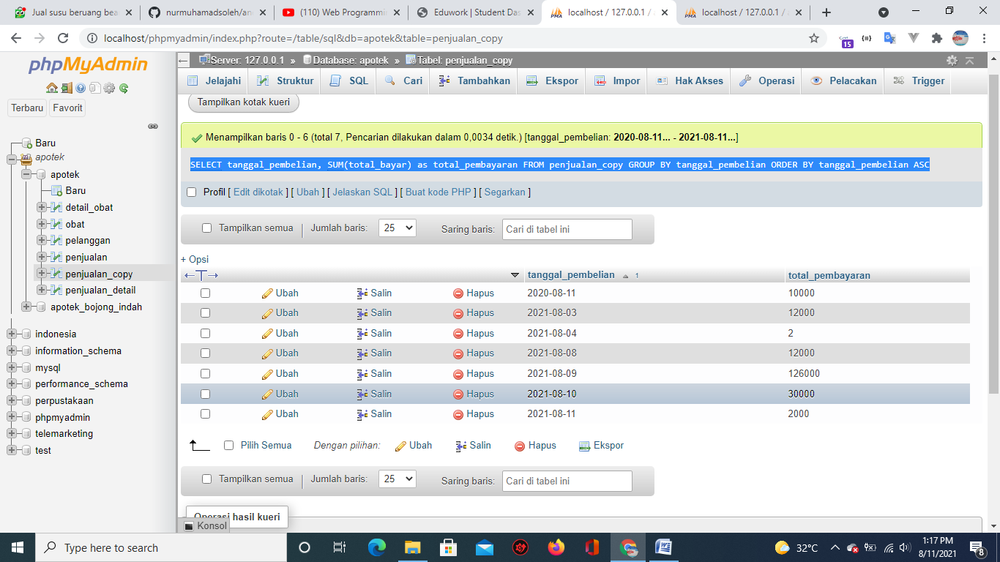 Jual susu beruang bea
nurmuhamadsoleh/an
(110) Web Programmi
Eduwork | Student Das
localhost / 127.0.0.1 /
localhost / 127.0.0.1 /
localhost/phpmyadmin/index.php?route=/table/sql&db=apotek&table=penjualan_copy
15
phpMyAdmin
Terbaru Favorit
Baru
apotek
apotek
Baru
detail_obat
obat
pelanggan
penjualan
penjualan_copy
penjualan_detail
apotek_bojong_indah
indonesia
information_schema
mysql
performance_schema
perpustakaan
phpmyadmin
telemarketing
test
Server: 127.0.0.1 » Database: apotek » Tabel: penjualan_copy
Jelajahi Struktur SQL Cari Tambahkan Ekspor Impor Hak Akses Operasi Pelacakan Trigger
Tampilkan kotak kueri
Menampilkan baris 0 - 6 (total 7, Pencarian dilakukan dalam 0,0034 detik.) [tanggal_pembelian: 2020-08-11... - 2021-08-11...]
SELECT tanggal_pembelian, SUM(total_bayar) as total_pembayaran FROM penjualan_copy GROUP BY tanggal_pembelian ORDER BY tanggal_pembelian ASC
Profil [ Edit dikotak ] [ Ubah ] [ Jelaskan SQL ] [ Buat kode PHP ] [ Segarkan ]
Tampilkan semua | Jumlah baris: 25 Saring baris: Cari di tabel ini
+ Opsi
←T→ tanggal_pembelian 1 total_pembayaran
Ubah Salin Hapus 2020-08-11 10000
Ubah Salin Hapus 2021-08-03 12000
Ubah Salin Hapus 2021-08-04 2
Ubah Salin Hapus 2021-08-08 12000
Ubah Salin Hapus 2021-08-09 126000
Ubah Salin Hapus 2021-08-10 30000
Ubah Salin Hapus 2021-08-11 2000
Pilih Semua Dengan pilihan: Ubah Salin Hapus Ekspor
Tampilkan semua | Jumlah baris: 25 Saring baris: Cari di tabel ini
Operasi hasil kueri
Konsol
Type here to search
32°C
1:17 PM
8/11/2021
8